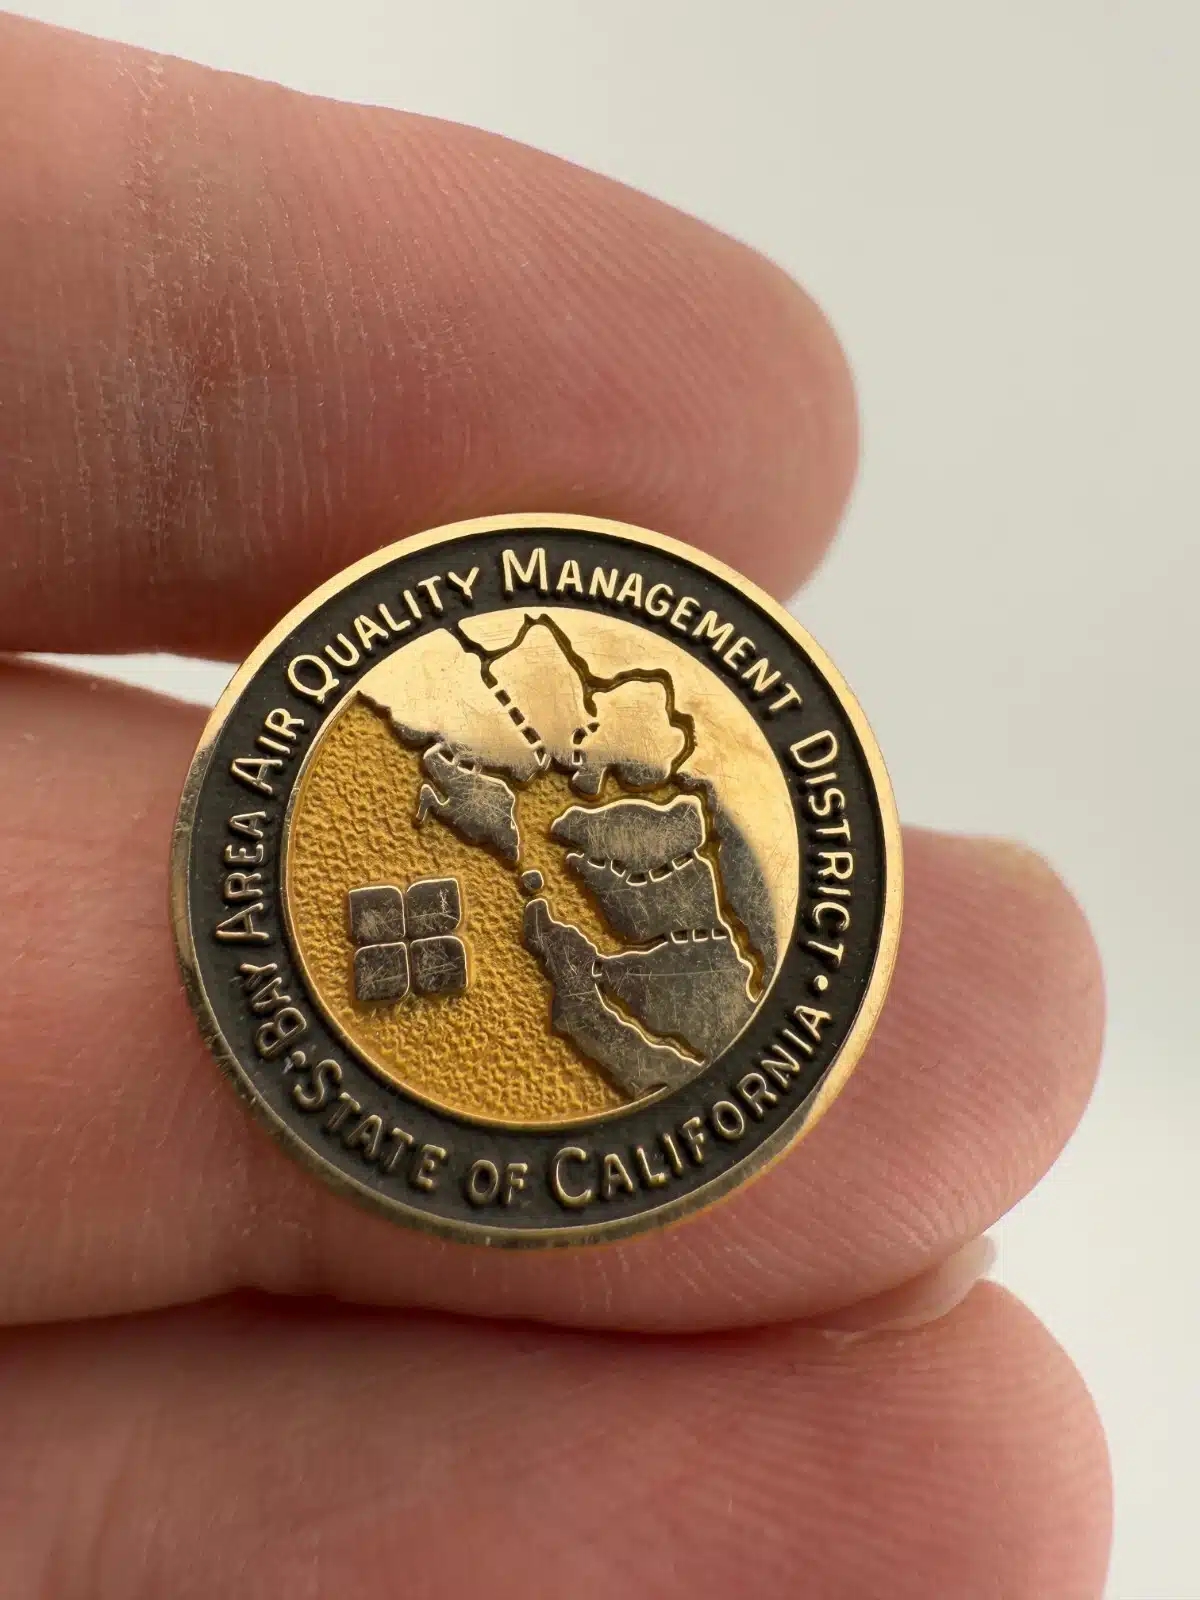 BAY AREA AIR QUALITY MANAGEMENT DISTRICT •
STATE OF CALIFORNIA •